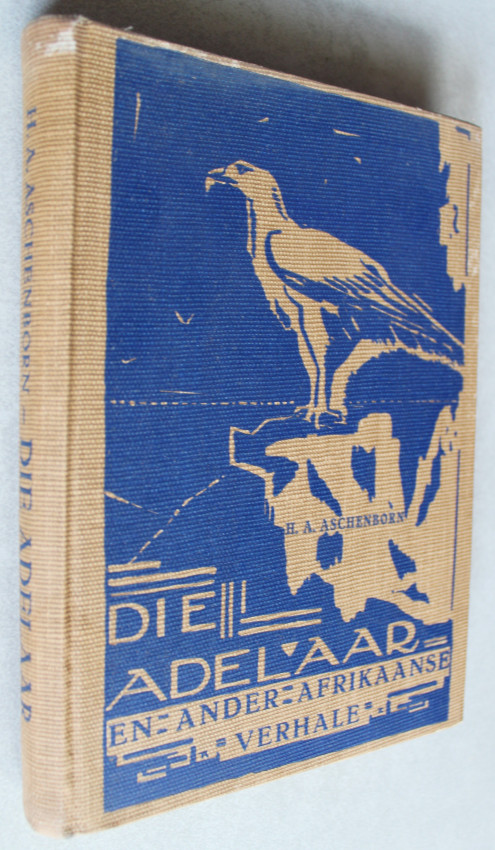 H. A. ASCHENBORN - DIE ADELAAR
H. A. ASCHENBORN
DIE
ADELAAR
EN ANDER AFRIKAANSE
VERHALE